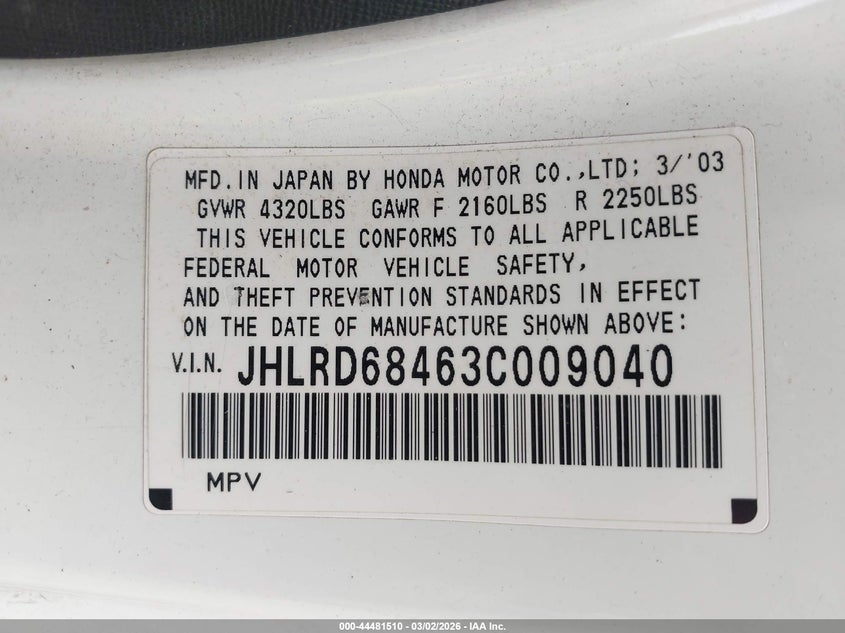 MFD. IN JAPAN BY HONDA MOTOR CO.,LTD; 3/'03
GVWR 4320LBS GAWR F 2160LBS R 2250LBS
THIS VEHICLE CONFORMS TO ALL APPLICABLE
FEDERAL MOTOR VEHICLE SAFETY,
AND THEFT PREVENTION STANDARDS IN EFFECT
ON THE DATE OF MANUFACTURE SHOWN ABOVE:
V.I.N. JHLRD68463C009040
MPV
000-44481510 - 03/02/2026 - IAA Inc.